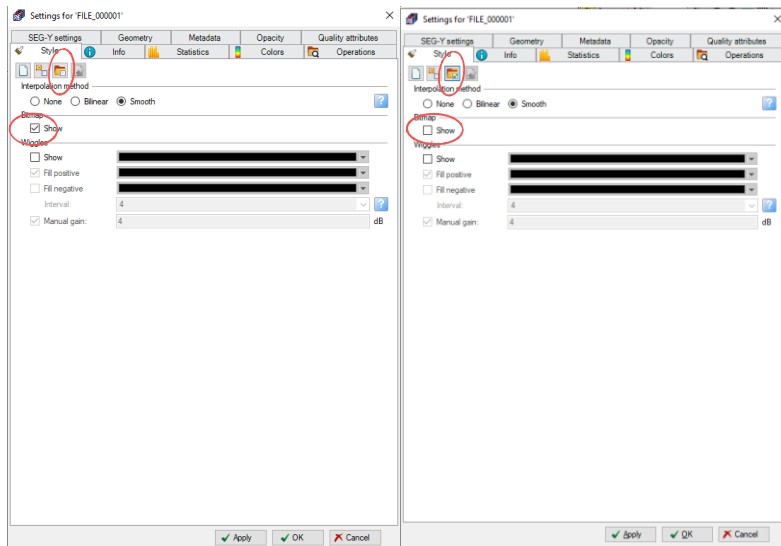 Settings for 'FILE_000001'
SEG-Y settings Geometry Metadata Opacity Quality attributes
Style Info Statistics Colors Operations
Interpolation method
None Bilinear Smooth
Bitmap
Show
Wiggles
Show
Fill positive
Fill negative
Interval: 4
Manual gain: 4 dB
Apply OK Cancel
Settings for 'FILE_000001'
SEG-Y settings Geometry Metadata Opacity Quality attributes
Style Info Statistics Colors Operations
Interpolation method
None Bilinear Smooth
Bitmap
Show
Wiggles
Show
Fill positive
Fill negative
Interval: 4
Manual gain: 4 dB
Apply OK Cancel